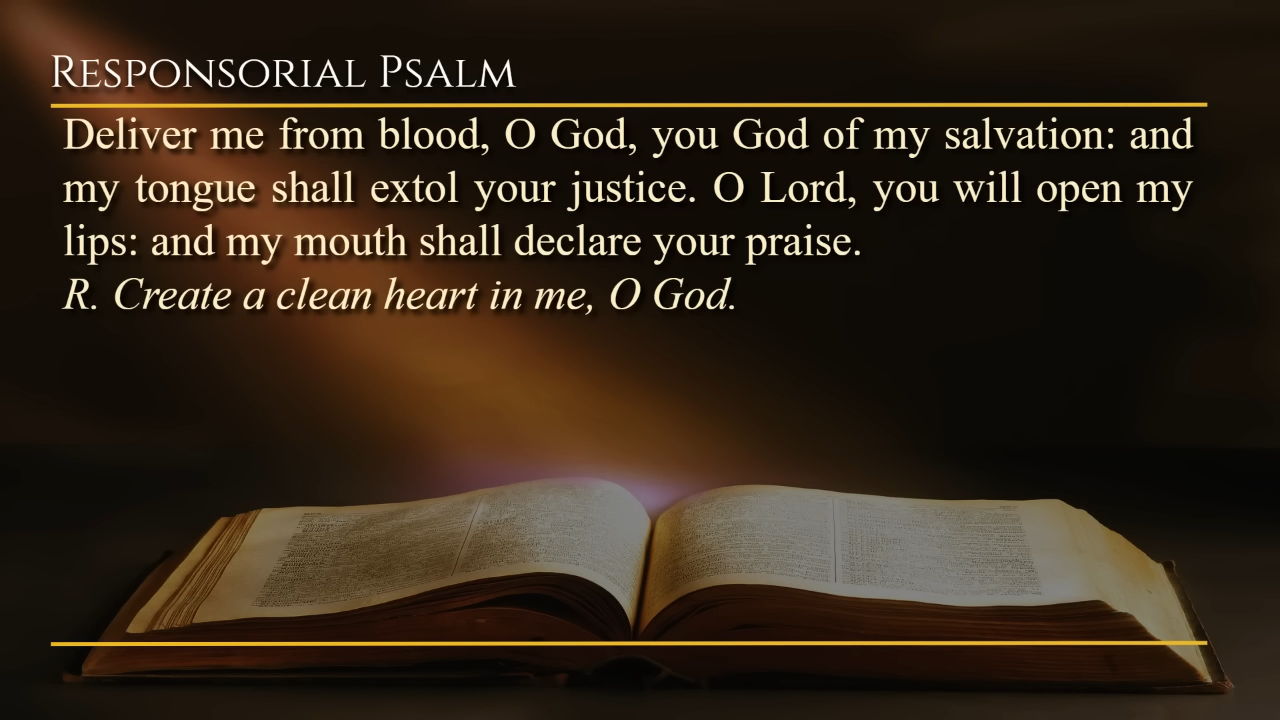 Responsorial Psalm
Deliver me from blood, O God, you God of my salvation: and
my tongue shall extol your justice. O Lord, you will open my
lips: and my mouth shall declare your praise.
R. Create a clean heart in me, O God.